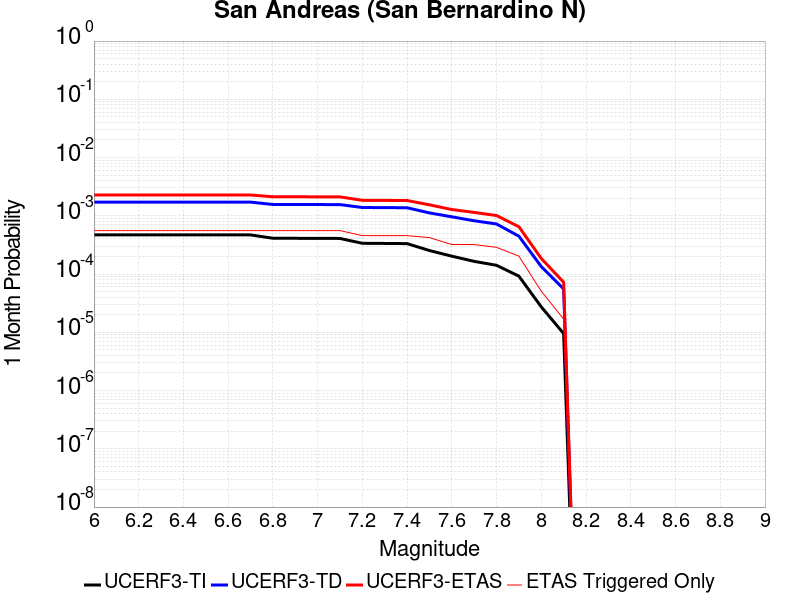 San Andreas (San Bernardino N)
10^0
10^-1
10^-2
10^-3
10^-4
10^-5
10^-6
10^-7
10^-8
1 Month Probability
6 6.2 6.4 6.6 6.8 7 7.2 7.4 7.6 7.8 8 8.2 8.4 8.6 8.8 9
Magnitude
UCERF3-TI UCERF3-TD UCERF3-ETAS ETAS Triggered Only